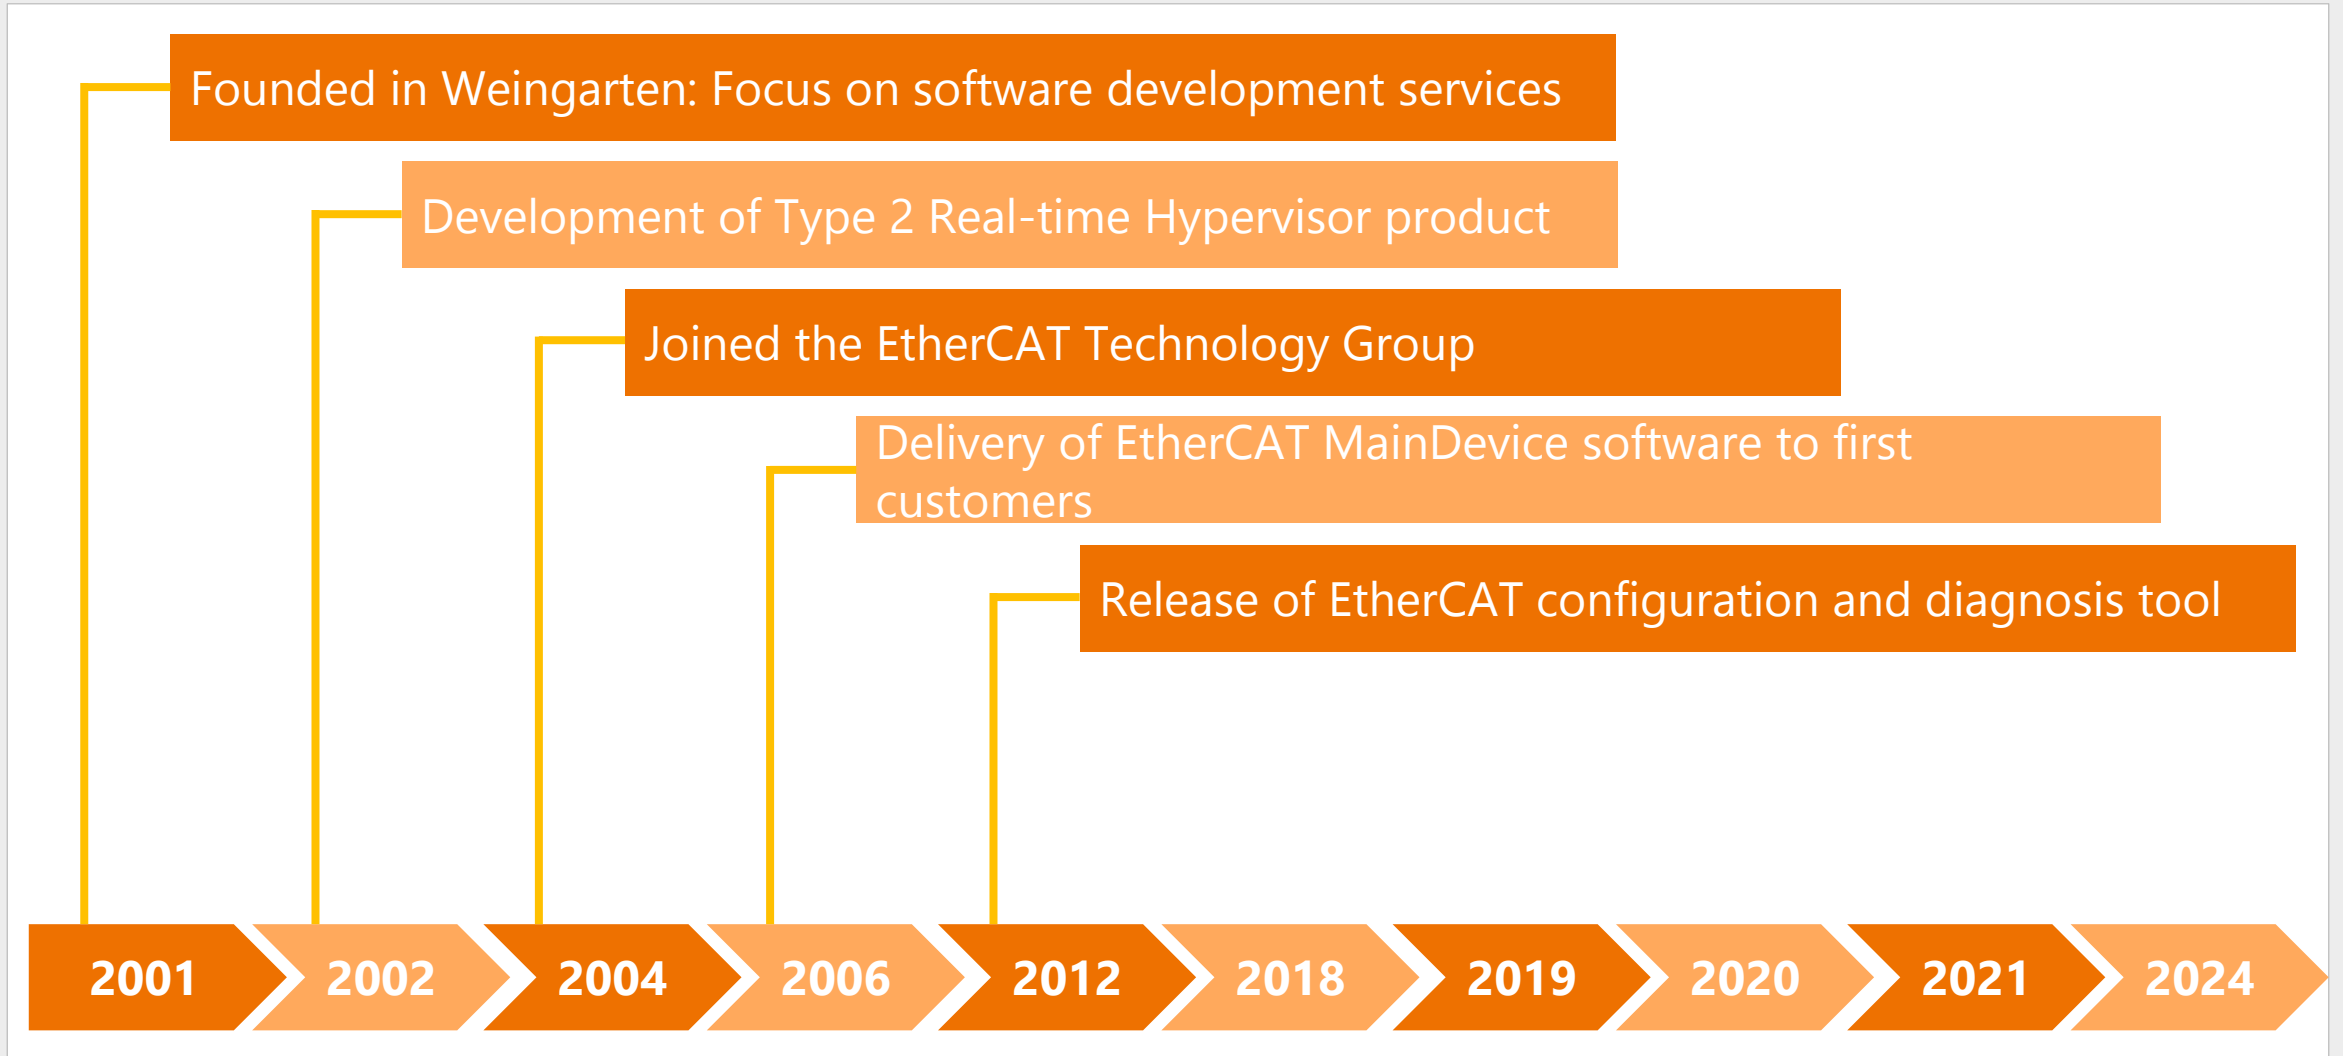 Founded in Weingarten: Focus on software development services
Development of Type 2 Real-time Hypervisor product
Joined the EtherCAT Technology Group
Delivery of EtherCAT MainDevice software to first
customers
Release of EtherCAT configuration and diagnosis tool
2001 2002 2004 2006 2012 2018 2019 2020 2021 2024